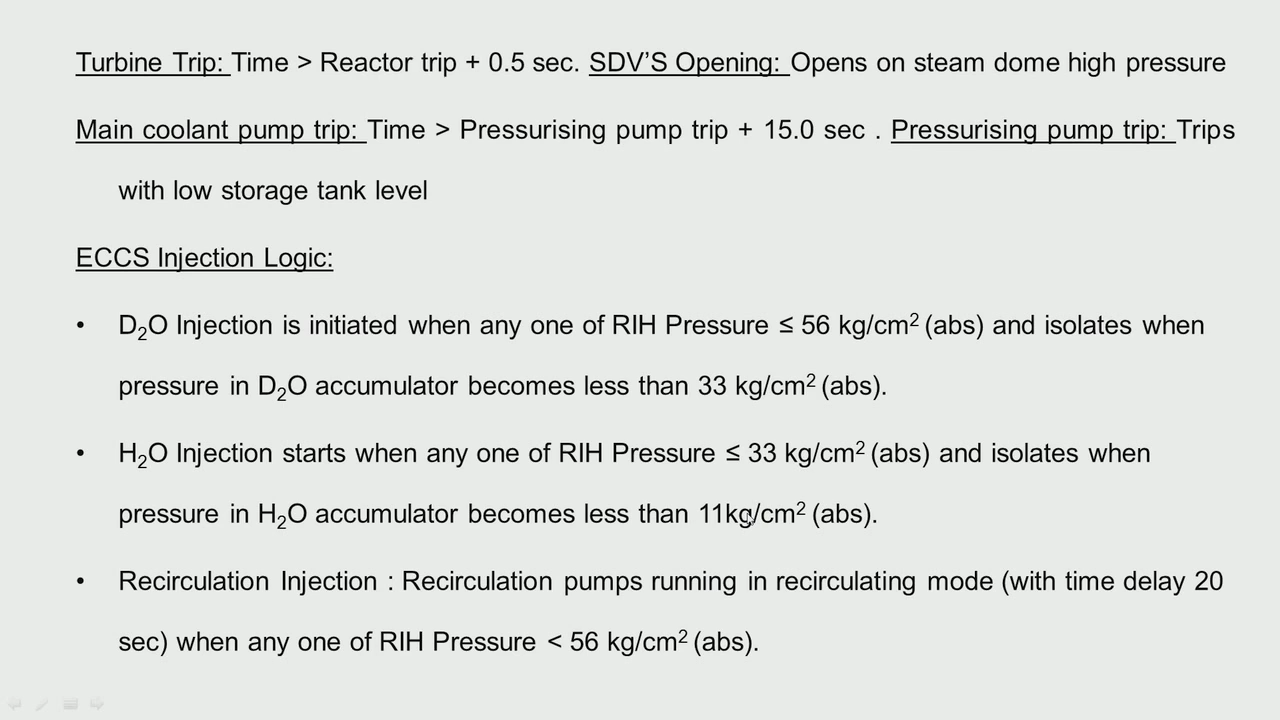 Turbine Trip: Time > Reactor trip + 0.5 sec. SDV'S Opening: Opens on steam dome high pressure
Main coolant pump trip: Time > Pressurising pump trip + 15.0 sec . Pressurising pump trip: Trips
with low storage tank level
ECCS Injection Logic:
• D₂O Injection is initiated when any one of RIH Pressure ≤ 56 kg/cm² (abs) and isolates when
pressure in D₂O accumulator becomes less than 33 kg/cm² (abs).
• H₂O Injection starts when any one of RIH Pressure ≤ 33 kg/cm² (abs) and isolates when
pressure in H₂O accumulator becomes less than 11kg/cm² (abs).
• Recirculation Injection : Recirculation pumps running in recirculating mode (with time delay 20
sec) when any one of RIH Pressure < 56 kg/cm² (abs).